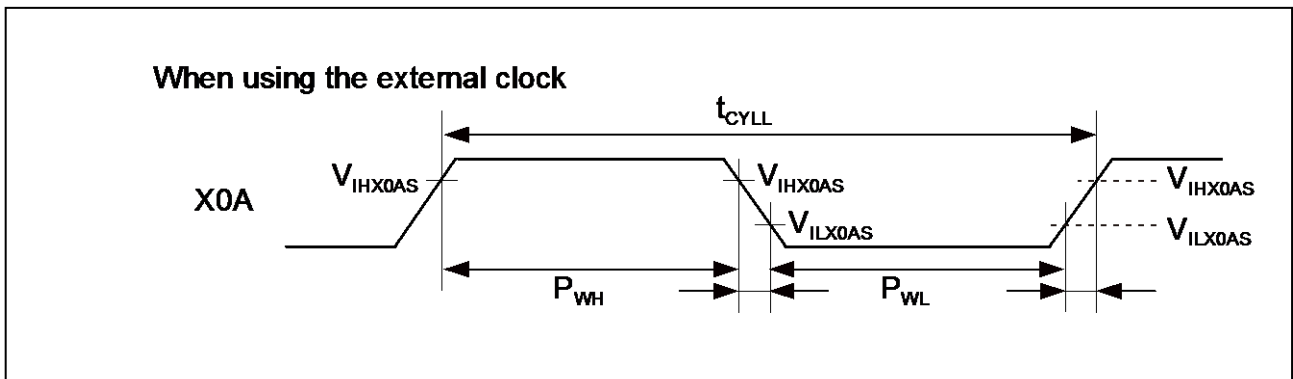 When using the external clock
tCYLL
VIHX0AS
VIHX0AS
VIHX0AS
X0A
VILX0AS
VILX0AS
PWH
PWL